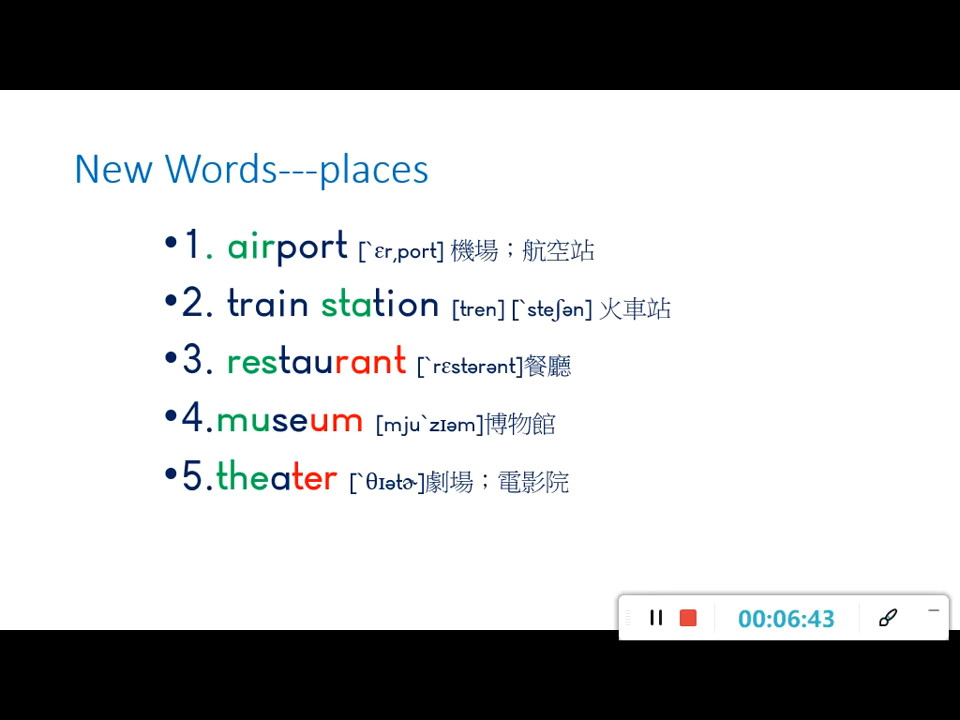 New Words---places
•1. airport [ˋɛr,port] 機場；航空站
•2. train station [tren] [ˋsteʃən] 火車站
•3. restaurant [ˋrɛstərənt]餐廳
•4.museum [mjuˋzɪəm]博物館
•5.theater [ˋθɪətɚ]劇場；電影院
00:06:43